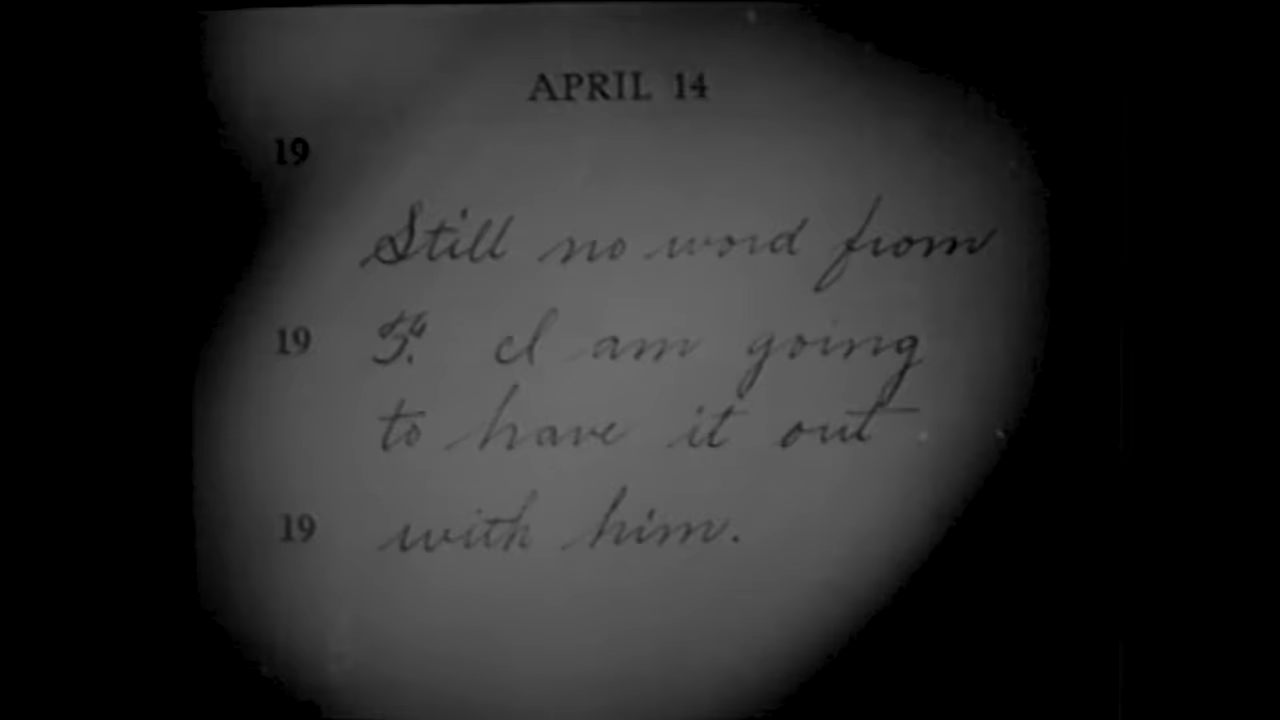 APRIL 14
19
Still no word from
19 I am going
to have it out
19 with him.